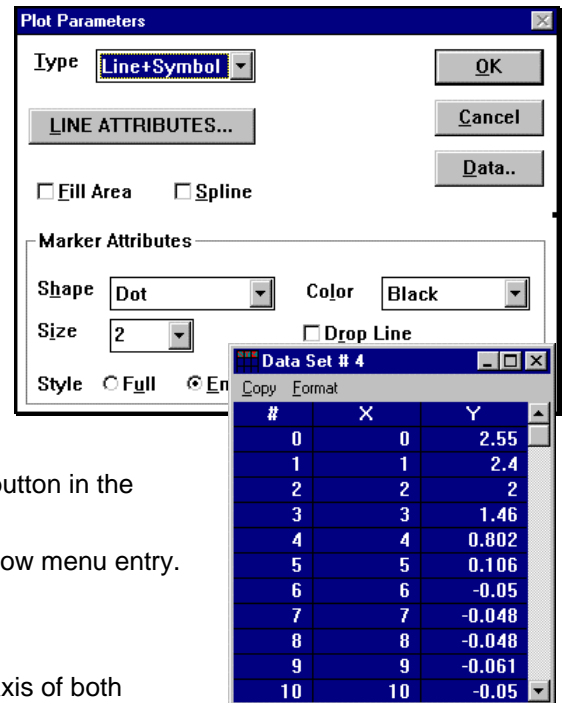 Plot Parameters
Type Line+Symbol OK
LINE ATTRIBUTES... Cancel
Data..
Fill Area Spline
Marker Attributes
Shape Dot Color Black
Size 2 Drop Line
Style Full
Data Set # 4
Copy Format
# X Y
0 0 2.55
1 1 2.4
2 2 2
3 3 1.46
4 4 0.802
5 5 0.106
6 6 -0.05
7 7 -0.048
8 8 -0.048
9 9 -0.061
10 10 -0.05
button in the
ow menu entry.
axis of both